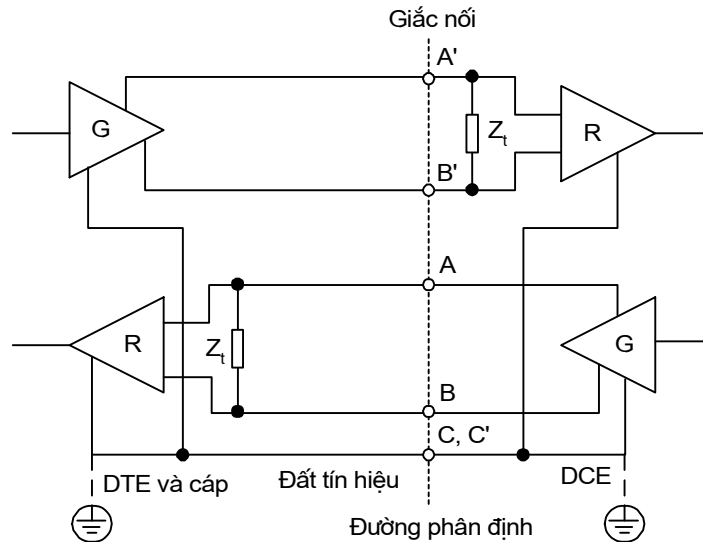 Giắc nối
A'
G
Zt
R
B'
A
R
Zt
G
B
C, C'
DTE và cáp
Đất tín hiệu
DCE
Đường phân định